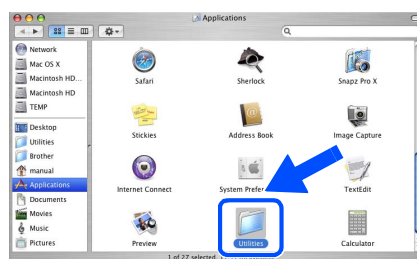 Applications
Network
Mac OS X
Macintosh HD...
Macintosh HD
TEMP
Desktop
Utilities
Brother
manual
Applications
Documents
Movies
Music
Pictures
Safari
Sherlock
Snapz Pro X
Stickies
Address Book
Image Capture
Internet Connect
System Prefer
TextEdit
Preview
Utilities
Calculator
1 of 27 selected